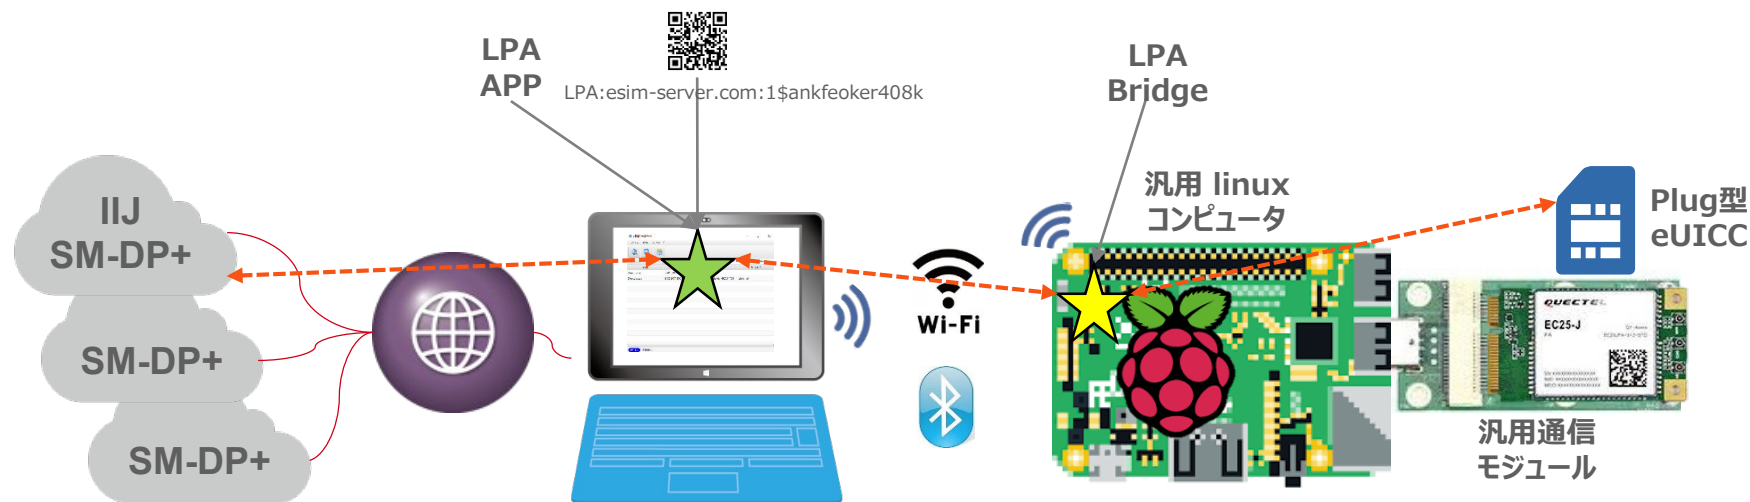 LPA
APP
LPA:esim-server.com:1$ankfeoker408k
LPA
Bridge
IIJ
SM-DP+
SM-DP+
SM-DP+
Wi-Fi
汎用 linux
コンピュータ
Plug型
eUICC
QUECTEL
EC25-J
汎用通信
モジュール